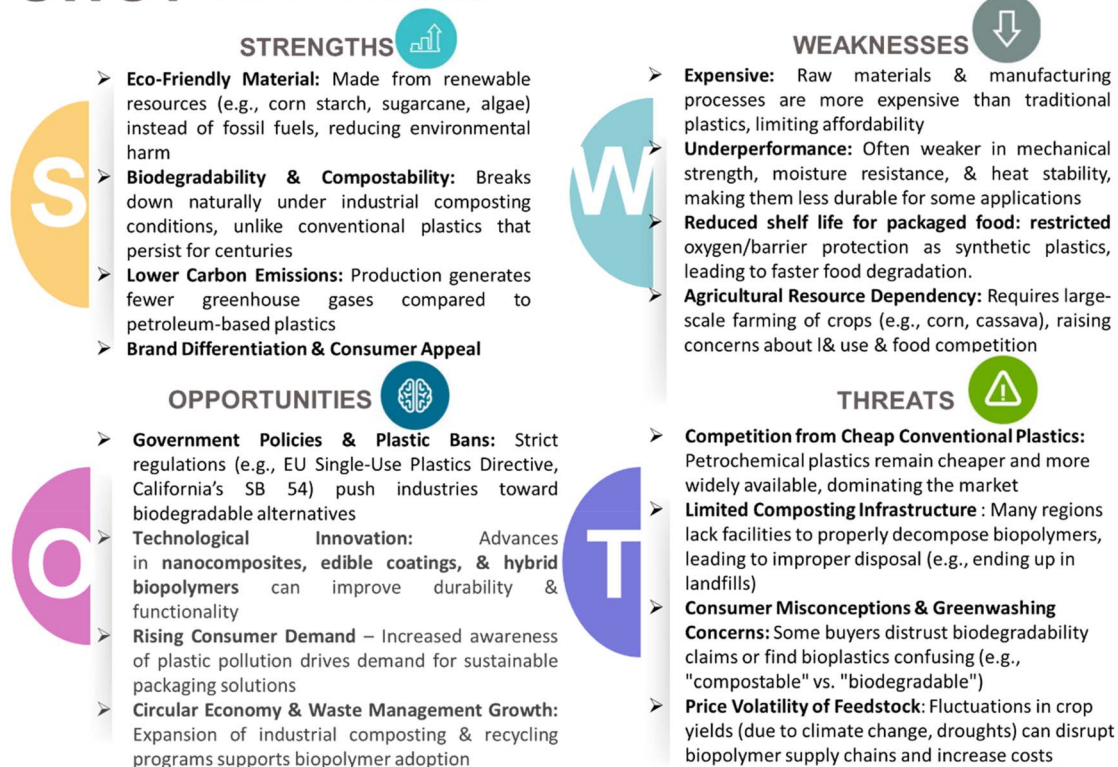 STRENGTHS
S
➢ Eco-Friendly Material: Made from renewable
resources (e.g., corn starch, sugarcane, algae)
instead of fossil fuels, reducing environmental
harm
➢ Biodegradability & Compostability: Breaks
down naturally under industrial composting
conditions, unlike conventional plastics that
persist for centuries
➢ Lower Carbon Emissions: Production generates
fewer greenhouse gases compared to
petroleum-based plastics
➢ Brand Differentiation & Consumer Appeal
WEAKNESSES
W
➢ Expensive: Raw materials & manufacturing
processes are more expensive than traditional
plastics, limiting affordability
➢ Underperformance: Often weaker in mechanical
strength, moisture resistance, & heat stability,
making them less durable for some applications
➢ Reduced shelf life for packaged food: restricted
oxygen/barrier protection as synthetic plastics,
leading to faster food degradation.
➢ Agricultural Resource Dependency: Requires large-
scale farming of crops (e.g., corn, cassava), raising
concerns about l& use & food competition
OPPORTUNITIES
O
➢ Government Policies & Plastic Bans: Strict
regulations (e.g., EU Single-Use Plastics Directive,
California’s SB 54) push industries toward
biodegradable alternatives
➢ Technological Innovation: Advances
in nanocomposites, edible coatings, & hybrid
biopolymers can improve durability &
functionality
➢ Rising Consumer Demand – Increased awareness
of plastic pollution drives demand for sustainable
packaging solutions
➢ Circular Economy & Waste Management Growth:
Expansion of industrial composting & recycling
programs supports biopolymer adoption
THREATS
T
➢ Competition from Cheap Conventional Plastics:
Petrochemical plastics remain cheaper and more
widely available, dominating the market
➢ Limited Composting Infrastructure : Many regions
lack facilities to properly decompose biopolymers,
leading to improper disposal (e.g., ending up in
landfills)
➢ Consumer Misconceptions & Greenwashing
Concerns: Some buyers distrust biodegradability
claims or find bioplastics confusing (e.g.,
"compostable" vs. "biodegradable")
➢ Price Volatility of Feedstock: Fluctuations in crop
yields (due to climate change, droughts) can disrupt
biopolymer supply chains and increase costs